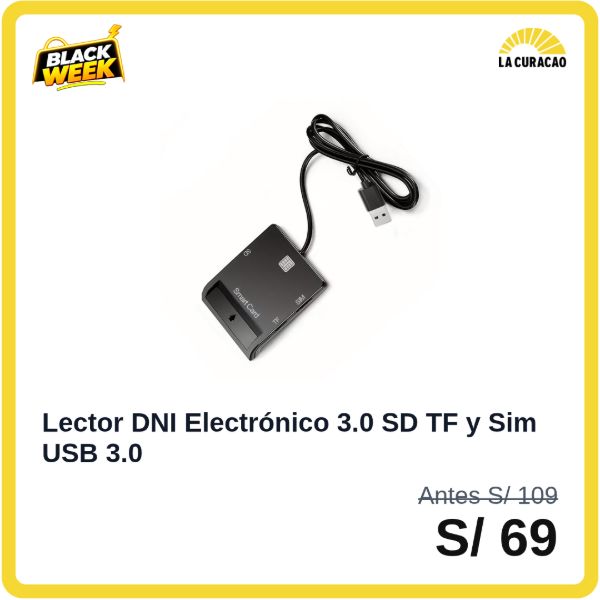 BLACK
WEEK
LA CURACAO
Smart Card
TF
SIM
Lector DNI Electrónico 3.0 SD TF y Sim
USB 3.0
Antes S/ 109
S/ 69